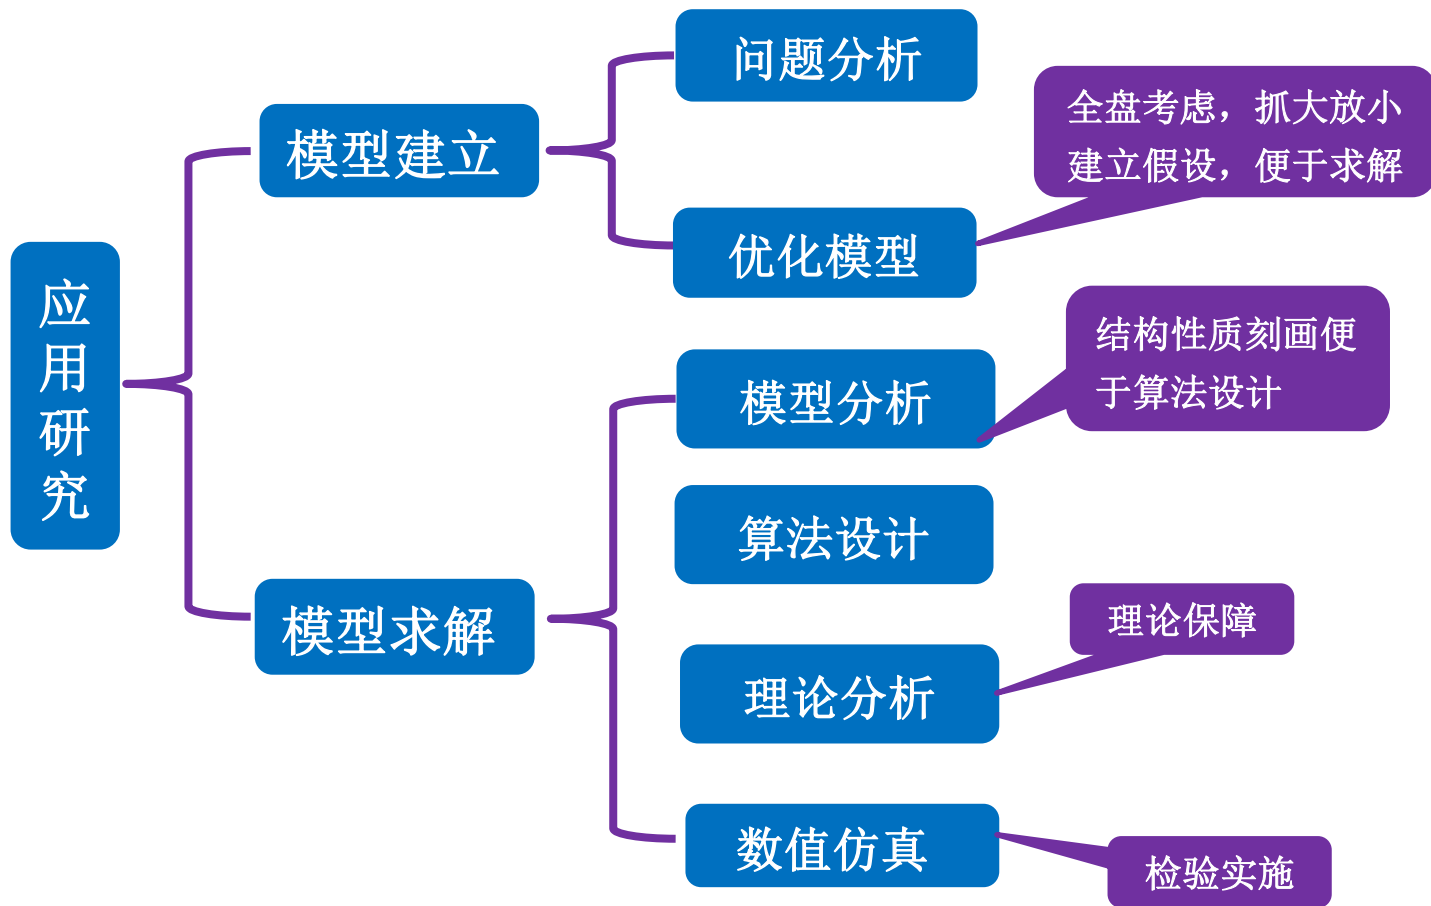 应用研究
模型建立
问题分析
优化模型
全盘考虑，抓大放小
建立假设，便于求解
模型求解
模型分析
结构性质刻画便
于算法设计
算法设计
理论分析
理论保障
数值仿真
检验实施